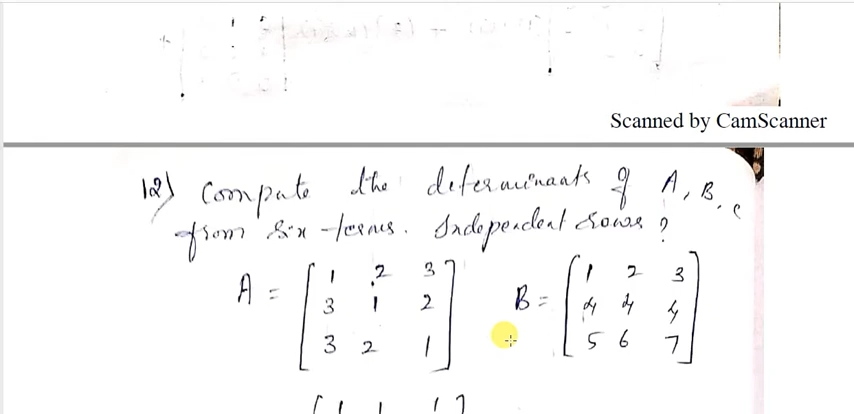 Scanned by CamScanner
12) Compute the determinants of A, B, C
from six terms. Independent rows?
A = [ 1 2 3
3 1 2
3 2 1 ]
B = [ 1 2 3
4 4 4
5 6 7 ]